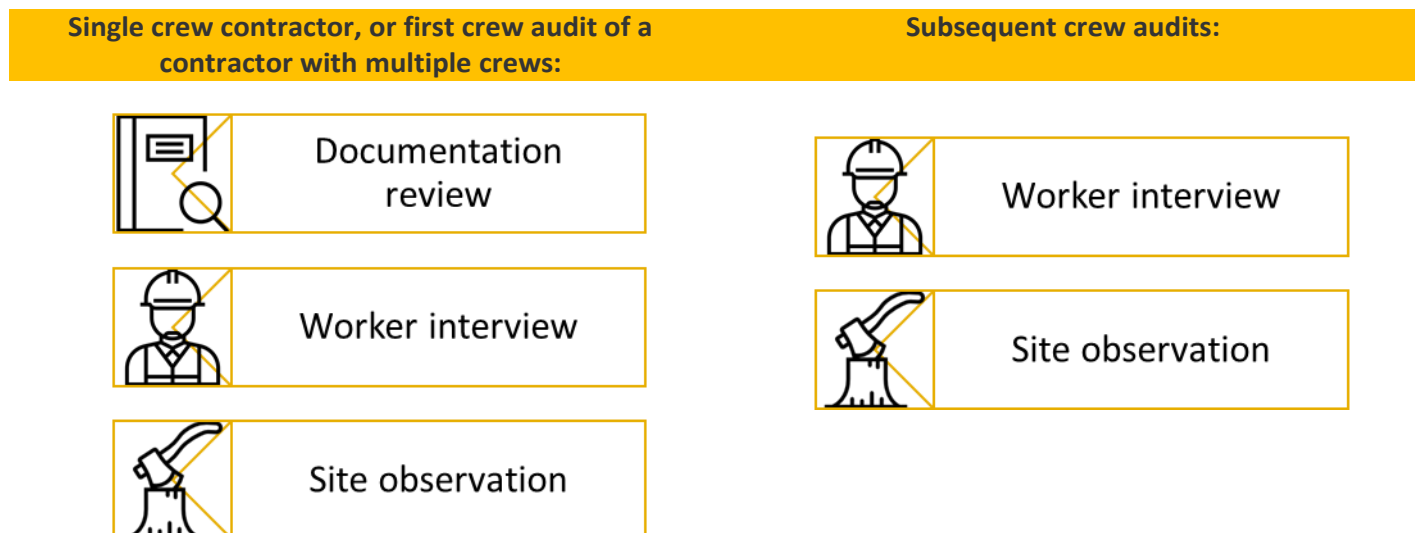 Single crew contractor, or first crew audit of a
contractor with multiple crews:
Subsequent crew audits:
Documentation
review
Worker interview
Site observation
Worker interview
Site observation